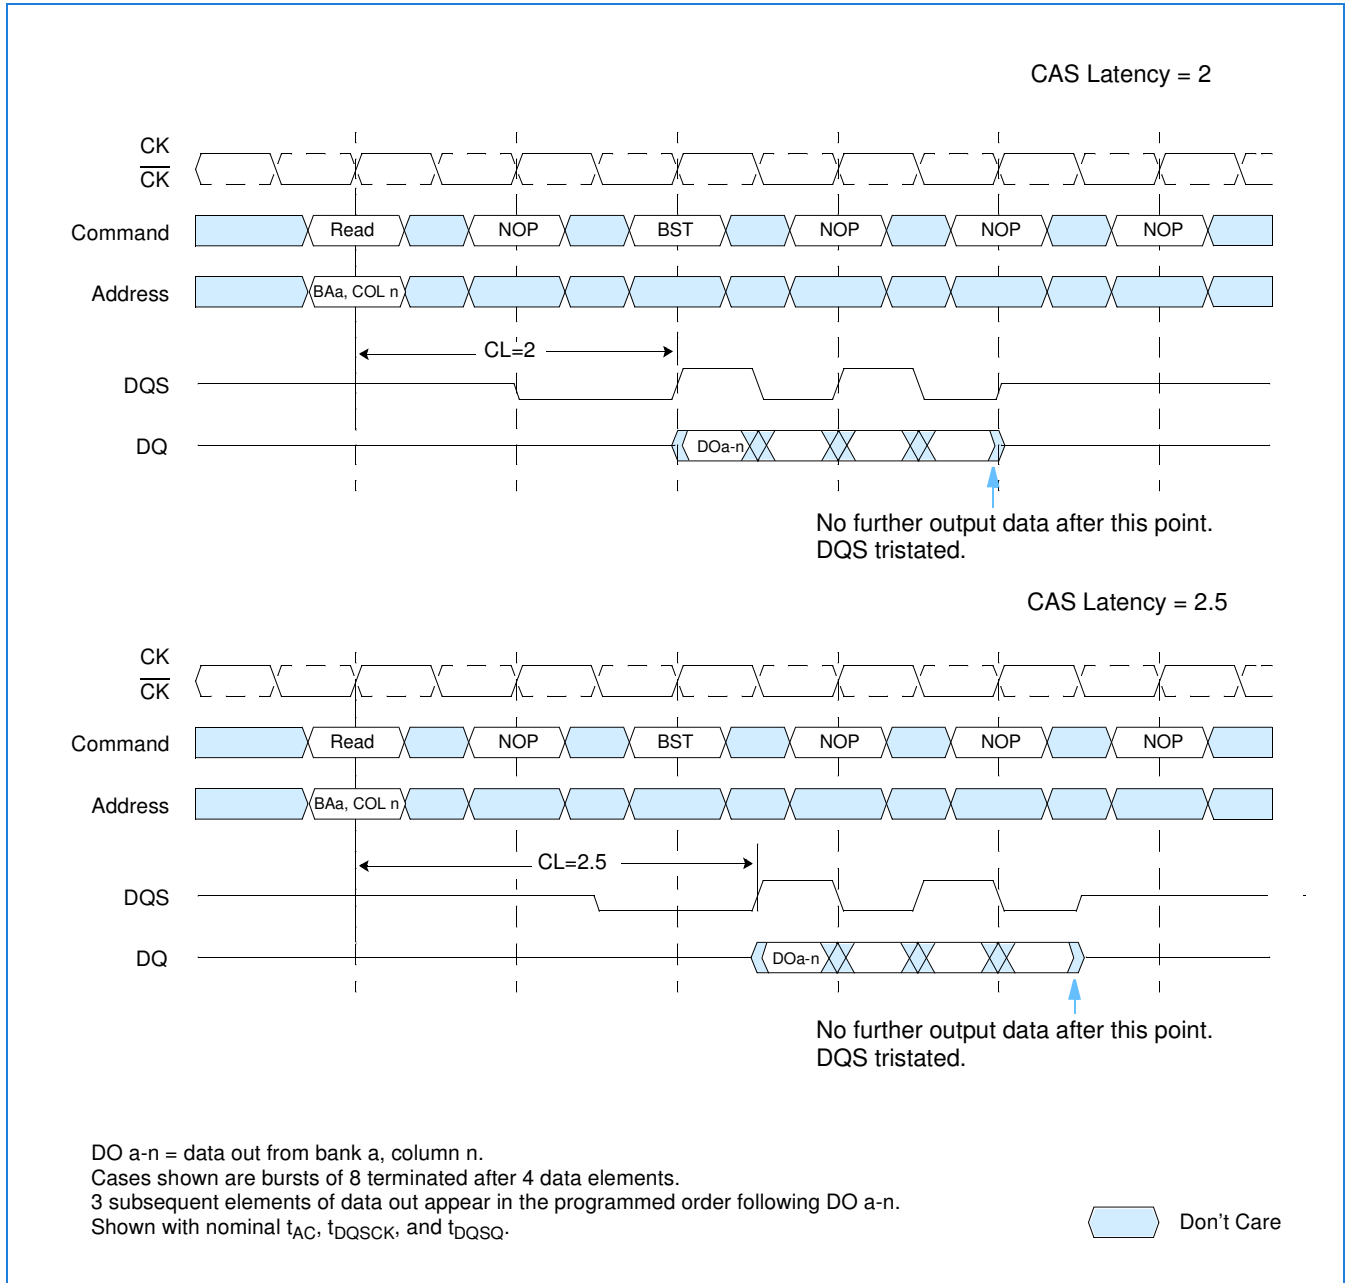 CAS Latency = 2
CK
CK
Command Read NOP BST NOP NOP NOP
Address BAa, COL n
CL=2
DQS
DQ DOa-n
No further output data after this point.
DQS tristated.
CAS Latency = 2.5
CK
CK
Command Read NOP BST NOP NOP NOP
Address BAa, COL n
CL=2.5
DQS
DQ DOa-n
No further output data after this point.
DQS tristated.
DO a-n = data out from bank a, column n.
Cases shown are bursts of 8 terminated after 4 data elements.
3 subsequent elements of data out appear in the programmed order following DO a-n.
Shown with nominal tAC, tDQSCK, and tDQSQ.
Don't Care